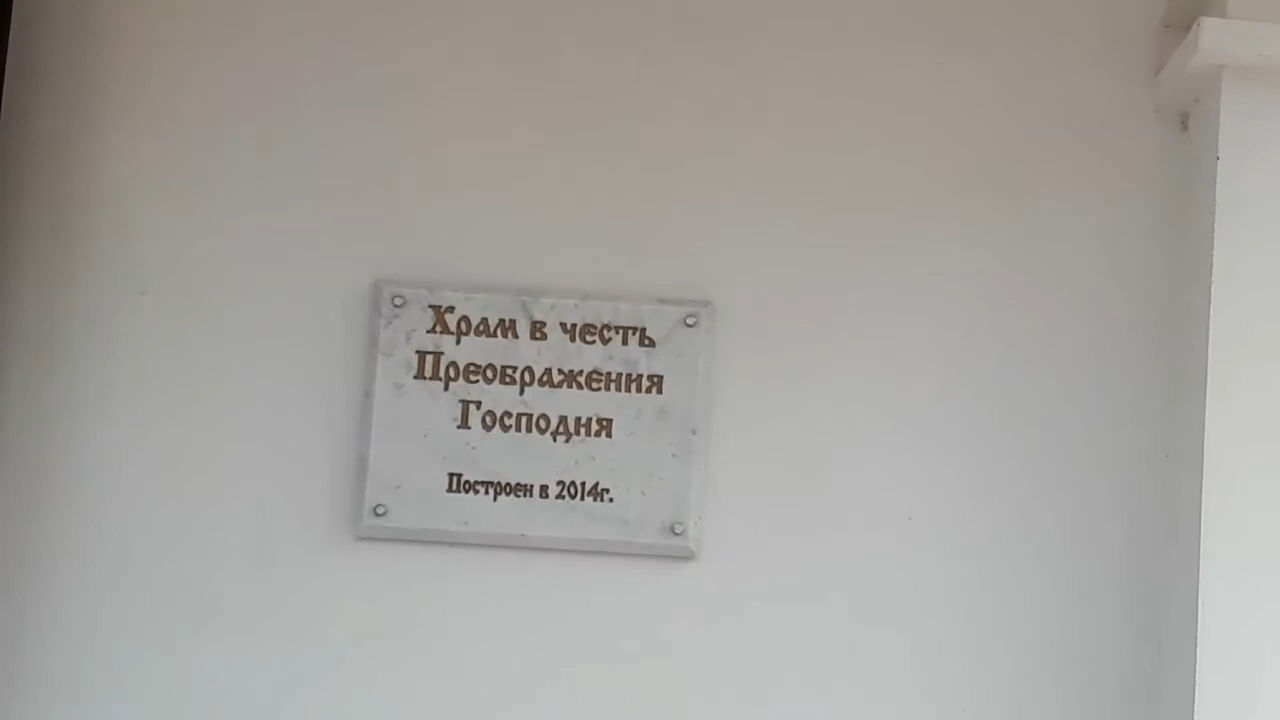 Храм в честь
Преображения
Господня
Построен в 2014г.